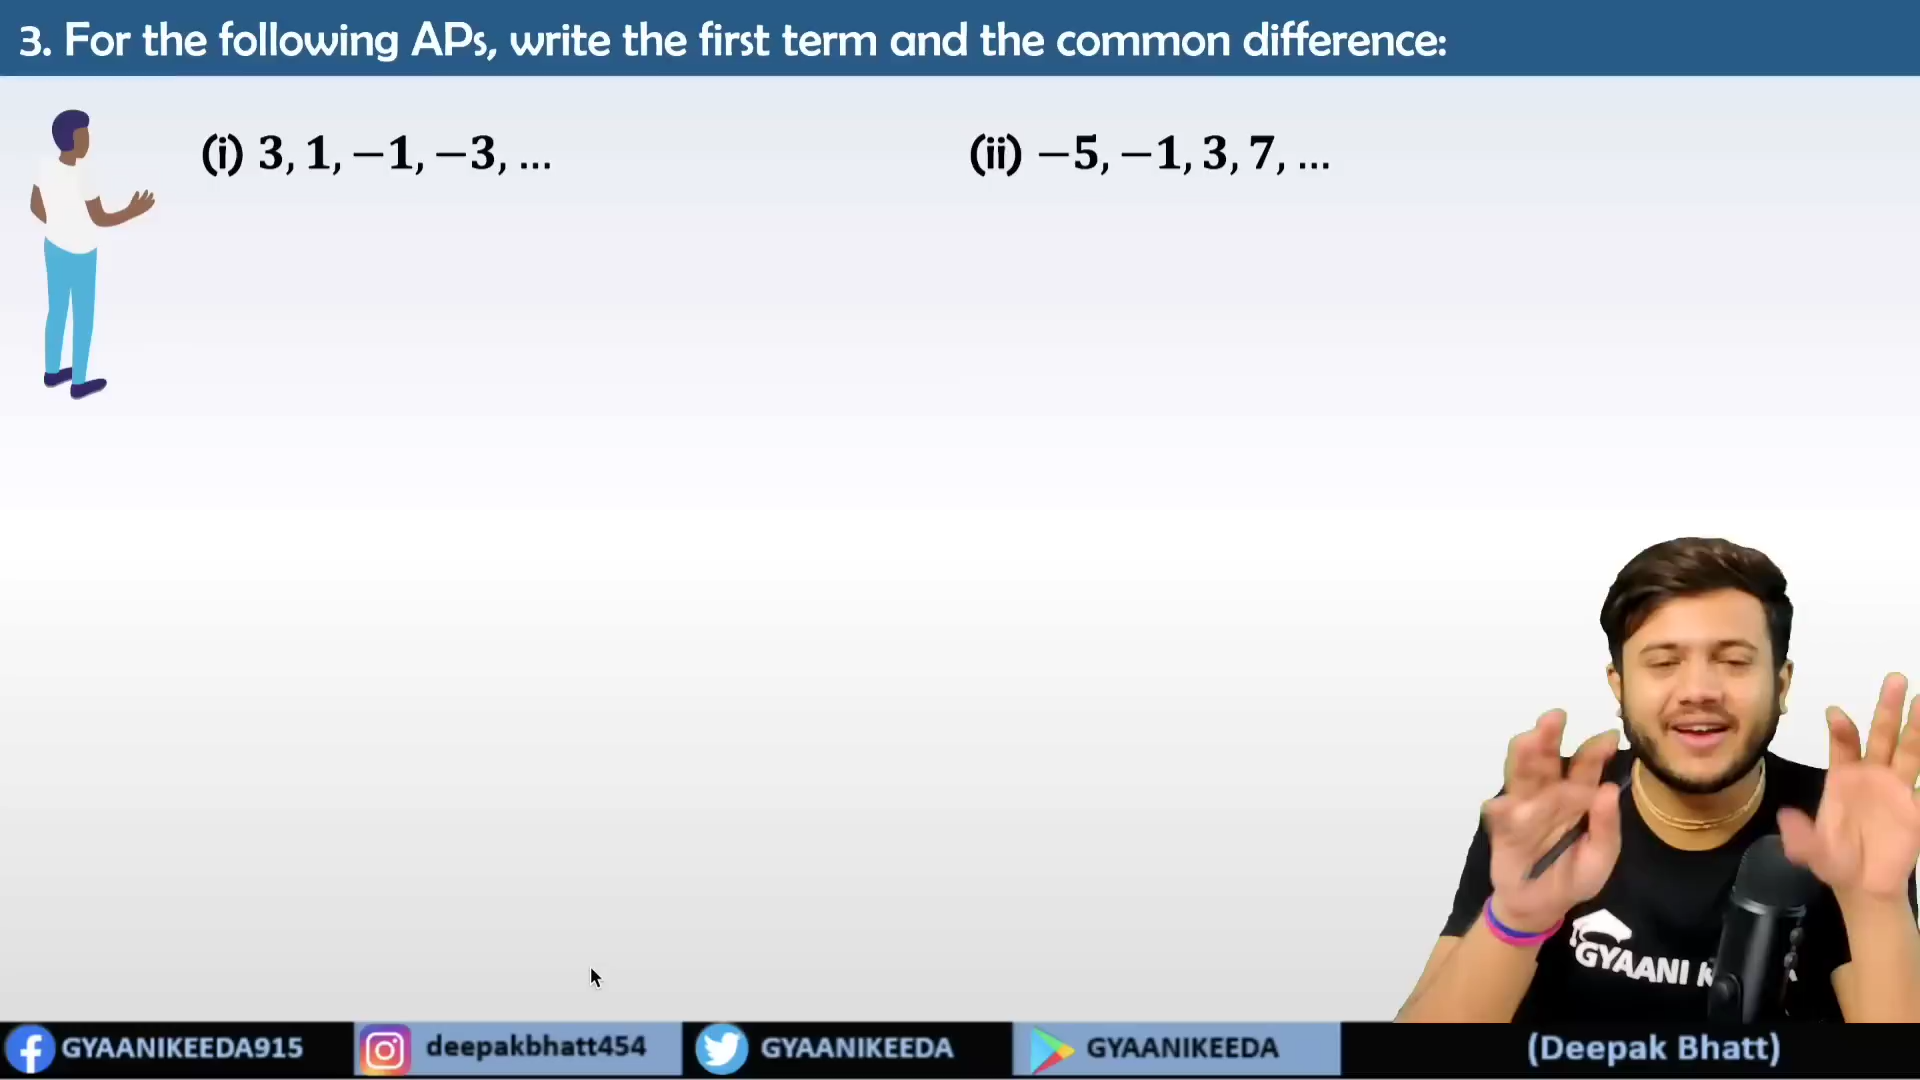 3. For the following APs, write the first term and the common difference:
(i) 3, 1, −1, −3, ...
(ii) −5, −1, 3, 7, ...
GYAANI K
GYAANIKEEDA915
deepakbhatt454
GYAANIKEEDA
GYAANIKEEDA
(Deepak Bhatt)